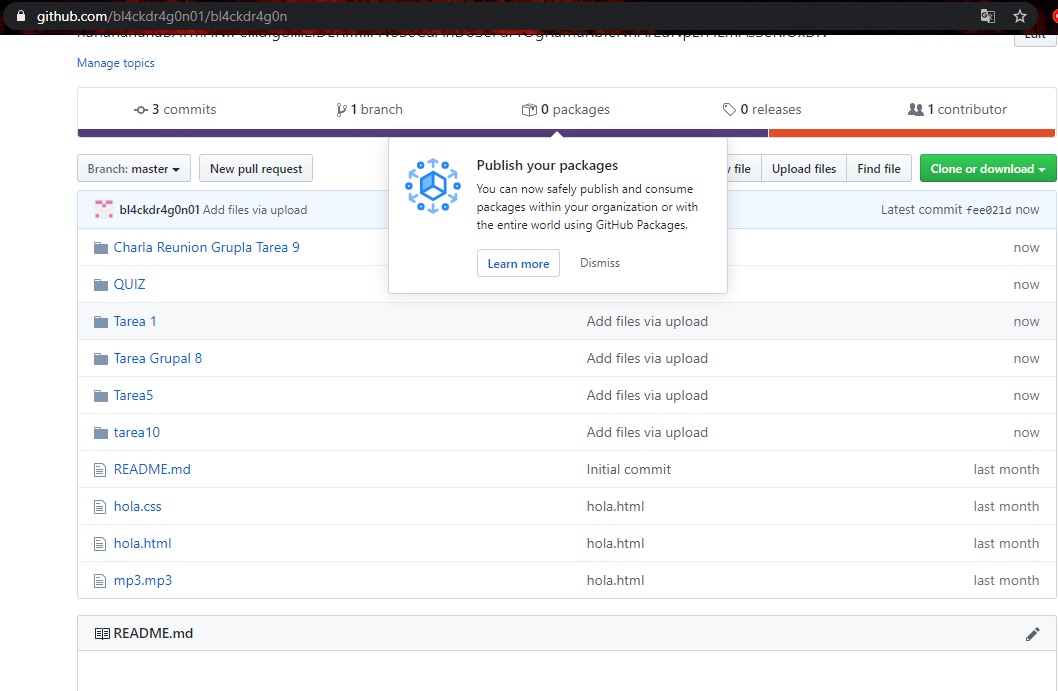 github.com/bl4ckdr4g0n01/bl4ckdr4g0n
Edit
Manage topics
3 commits
1 branch
0 packages
0 releases
1 contributor
Branch: master
New pull request
file
Upload files
Find file
Clone or download
Publish your packages
You can now safely publish and consume
packages within your organization or with
the entire world using GitHub Packages.
Learn more
Dismiss
bl4ckdr4g0n01 Add files via upload
Latest commit fee021d now
Charla Reunion Grupla Tarea 9
now
QUIZ
now
Tarea 1
Add files via upload
now
Tarea Grupal 8
Add files via upload
now
Tarea5
Add files via upload
now
tarea10
Add files via upload
now
README.md
Initial commit
last month
hola.css
hola.html
last month
hola.html
hola.html
last month
mp3.mp3
hola.html
last month
README.md